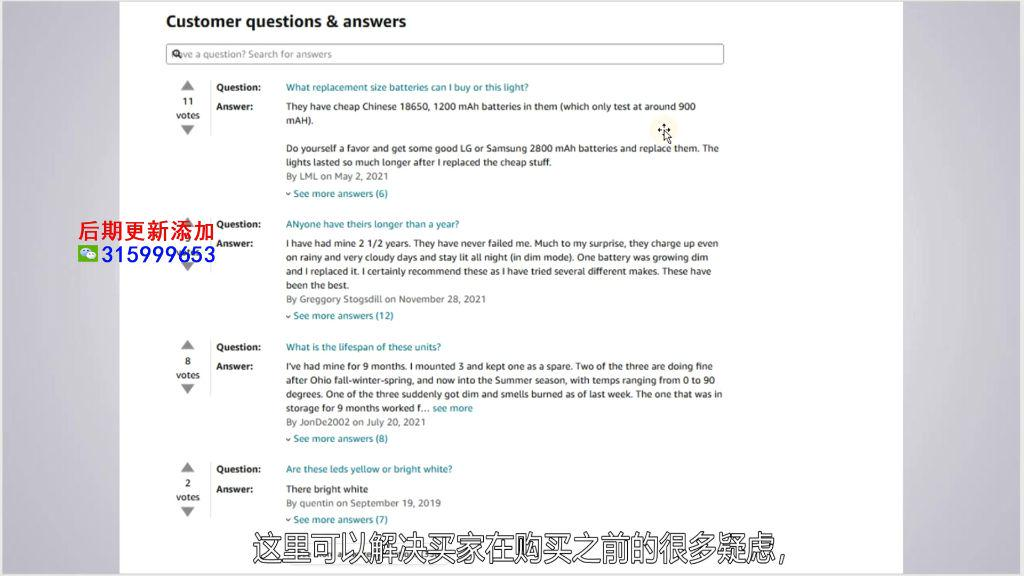 Customer questions & answers
ve a question? Search for answers
11
votes
Question: What replacement size batteries can I buy or this light?
Answer: They have cheap Chinese 18650, 1200 mAh batteries in them (which only test at around 900
mAH).
Do yourself a favor and get some good LG or Samsung 2800 mAh batteries and replace them. The
lights lasted so much longer after I replaced the cheap stuff.
By LML on May 2, 2021
See more answers (6)
后期更新添加
315999653
Question: ANyone have theirs longer than a year?
Answer: I have had mine 2 1/2 years. They have never failed me. Much to my surprise, they charge up even
on rainy and very cloudy days and stay lit all night (in dim mode). One battery was growing dim
and I replaced it. I certainly recommend these as I have tried several different makes. These have
been the best.
By Greggory Stogsdill on November 28, 2021
See more answers (12)
8
votes
Question: What is the lifespan of these units?
Answer: I've had mine for 9 months. I mounted 3 and kept one as a spare. Two of the three are doing fine
after Ohio fall-winter-spring, and now into the Summer season, with temps ranging from 0 to 90
degrees. One of the three suddenly got dim and smells burned as of last week. The one that was in
storage for 9 months worked f... see more
By JonDe2002 on July 20, 2021
See more answers (8)
2
votes
Question: Are these leds yellow or bright white?
Answer: There bright white
By quentin on September 19, 2019
See more answers (7)
这里可以解决买家在购买之前的很多疑虑,